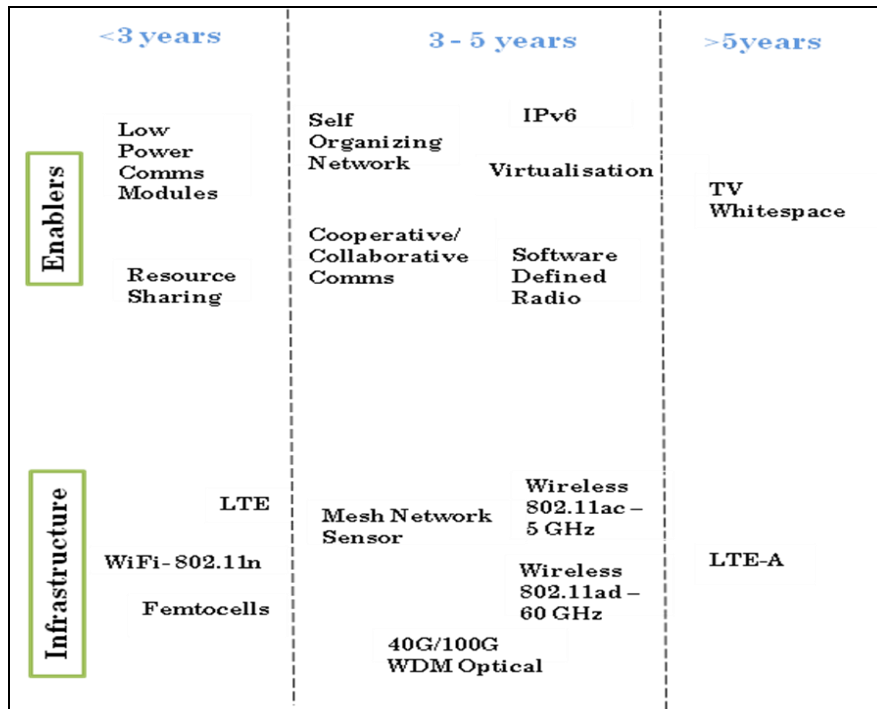 <3 years
3 - 5 years
>5years
Enablers
Low
Power
Comms
Modules
Resource
Sharing
Self
Organizing
Network
IPv6
Virtualisation
Cooperative/
Collaborative
Comms
Software
Defined
Radio
TV
Whitespace
Infrastructure
LTE
WiFi-802.11n
Femtocells
Mesh Network
Sensor
Wireless
802.11ac –
5 GHz
Wireless
802.11ad –
60 GHz
40G/100G
WDM Optical
LTE-A